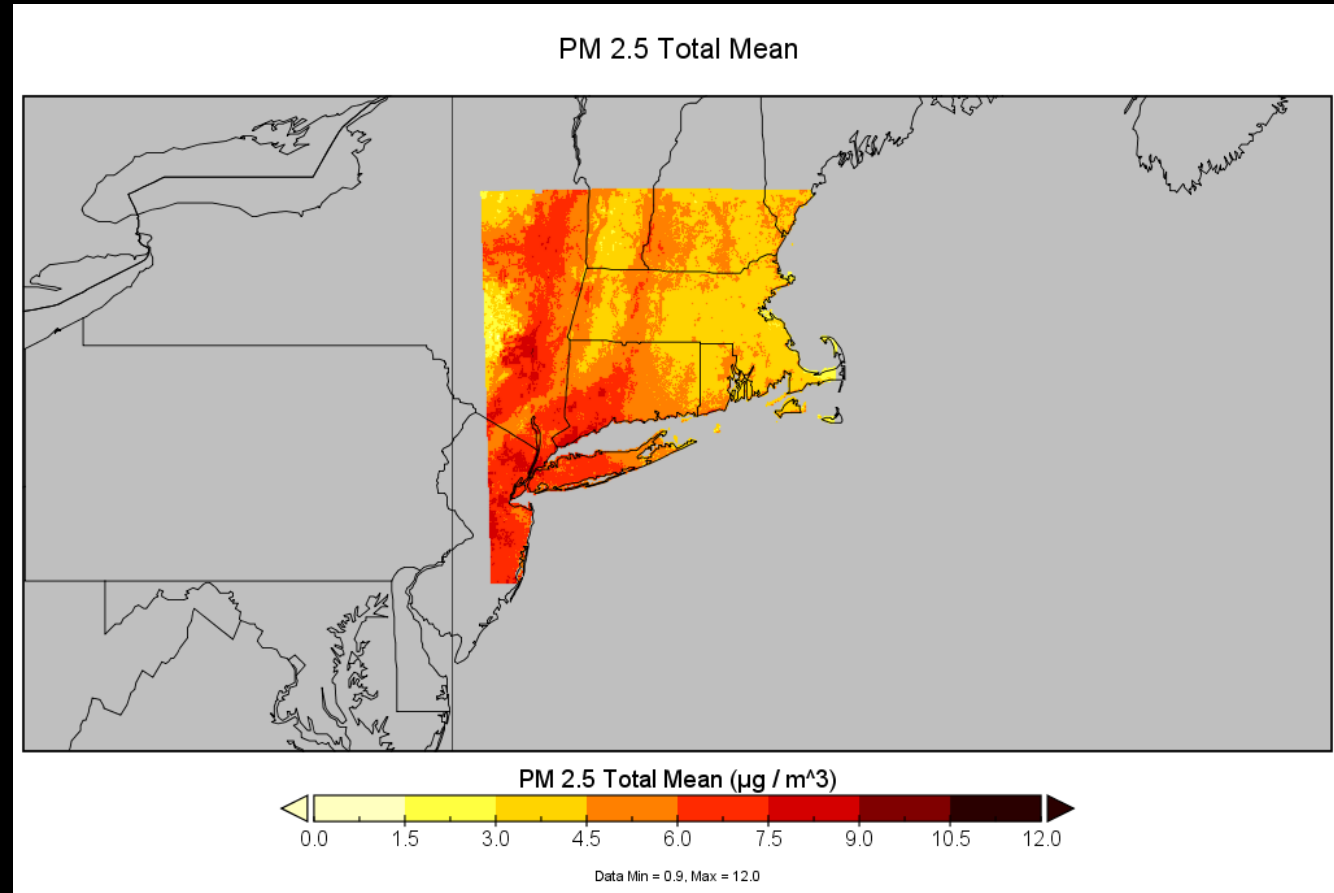 PM 2.5 Total Mean
PM 2.5 Total Mean (µg / m^3)
0.0 1.5 3.0 4.5 6.0 7.5 9.0 10.5 12.0
Data Min = 0.9, Max = 12.0